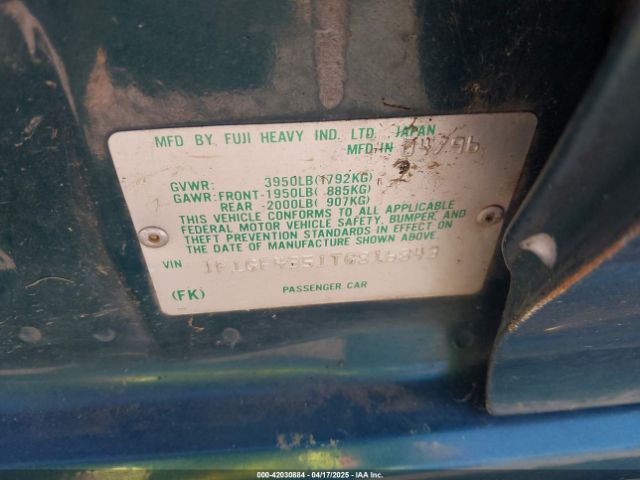 MFD BY FUJI HEAVY IND. LTD. JAPAN
MFD IN 04/96
GVWR: 3950LB(1792KG)
GAWR: FRONT-1950LB( 885KG)
REAR -2000LB( 907KG)
THIS VEHICLE CONFORMS TO ALL APPLICABLE
FEDERAL MOTOR VEHICLE SAFETY, BUMPER, AND
THEFT PREVENTION STANDARDS IN EFFECT ON
THE DATE OF MANUFACTURE SHOWN ABOVE.
VIN
(FK) PASSENGER CAR
000-42030884 - 04/17/2025 - IAA Inc.